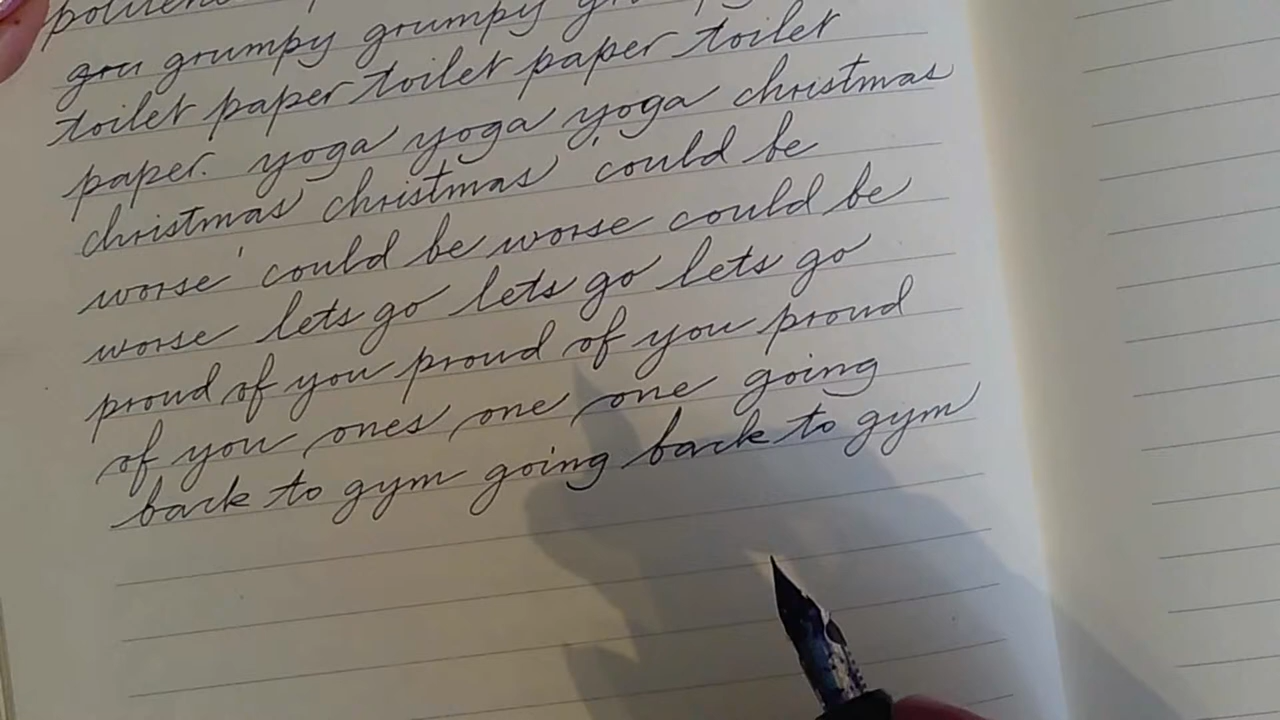 gru grumpy grumpy
toilet paper toilet paper toilet
paper. yoga yoga yoga christmas
christmas christmas 'could be
worse' could be worse could be
worse lets go lets go lets go
proud of you proud of you proud
of you ones one one going
back to gym going back to gym